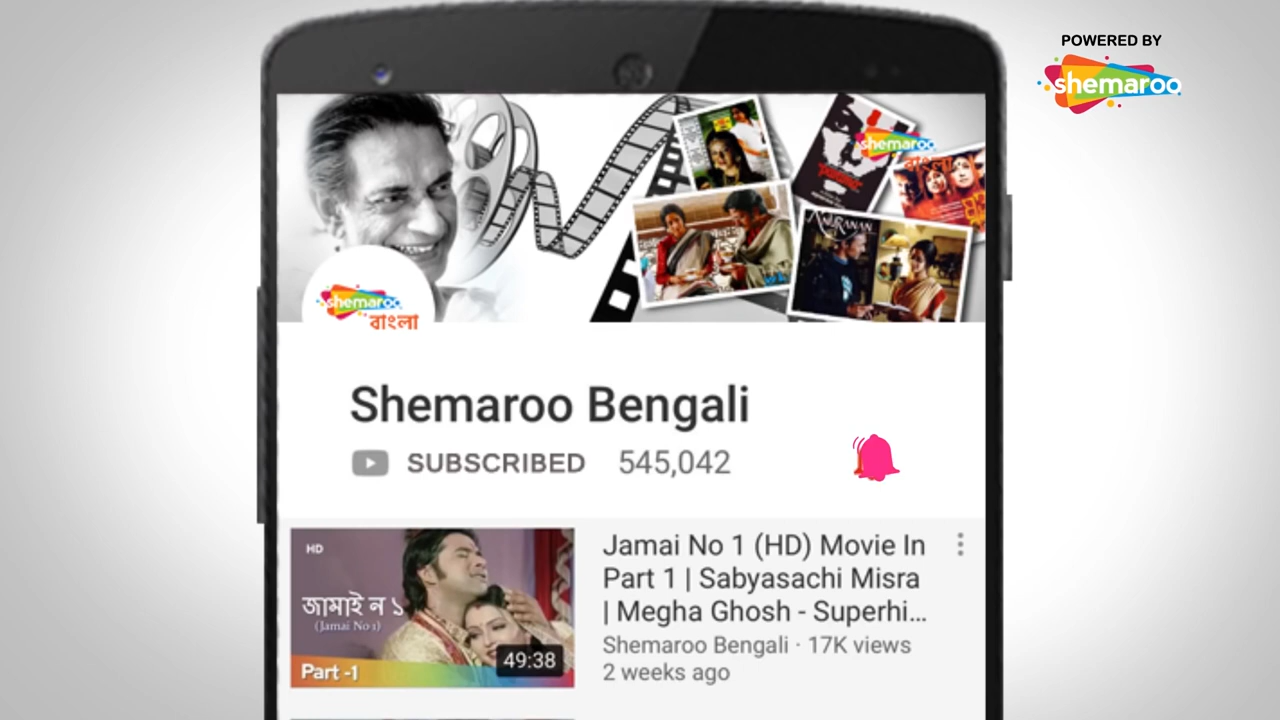 POWERED BY
shemaroo
shemaroo
বাংলা
ANURANAN
shemaroo
বাংলা
Shemaroo Bengali
SUBSCRIBED 545,042
HD
জামাই ন ১
(Jamai No 1)
Part -1
49:38
Jamai No 1 (HD) Movie In
Part 1 | Sabyasachi Misra
| Megha Ghosh - Superhi...
Shemaroo Bengali · 17K views
2 weeks ago